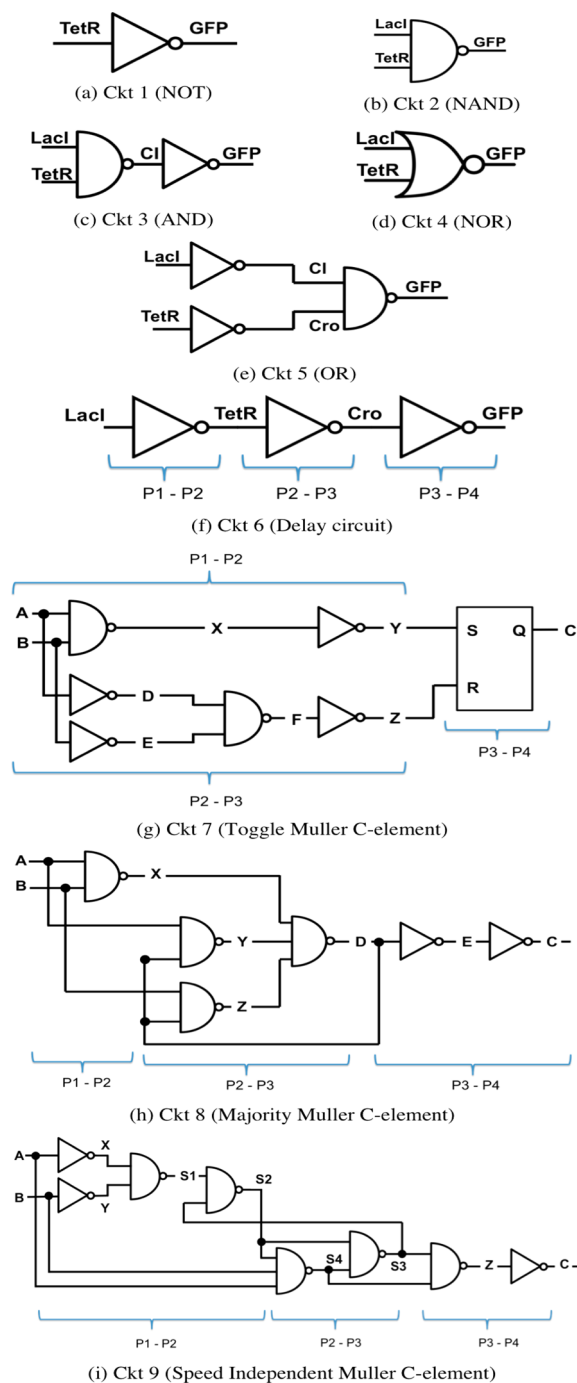 TetR GFP
(a) Ckt 1 (NOT)
LacI
GFP
TetR
(b) Ckt 2 (NAND)
LacI
CI GFP
TetR
(c) Ckt 3 (AND)
LacI
GFP
TetR
(d) Ckt 4 (NOR)
LacI
CI
GFP
TetR
Cro
(e) Ckt 5 (OR)
LacI TetR Cro GFP
P1 - P2 P2 - P3 P3 - P4
(f) Ckt 6 (Delay circuit)
P1 - P2
A
B
X Y S Q C
D
E
F Z R
P3 - P4
P2 - P3
(g) Ckt 7 (Toggle Muller C-element)
A
B
X
Y D E C
Z
P1 - P2 P2 - P3 P3 - P4
(h) Ckt 8 (Majority Muller C-element)
A
X
S1 S2
B
Y
S4 S3 Z C
P1 - P2 P2 - P3 P3 - P4
(i) Ckt 9 (Speed Independent Muller C-element)